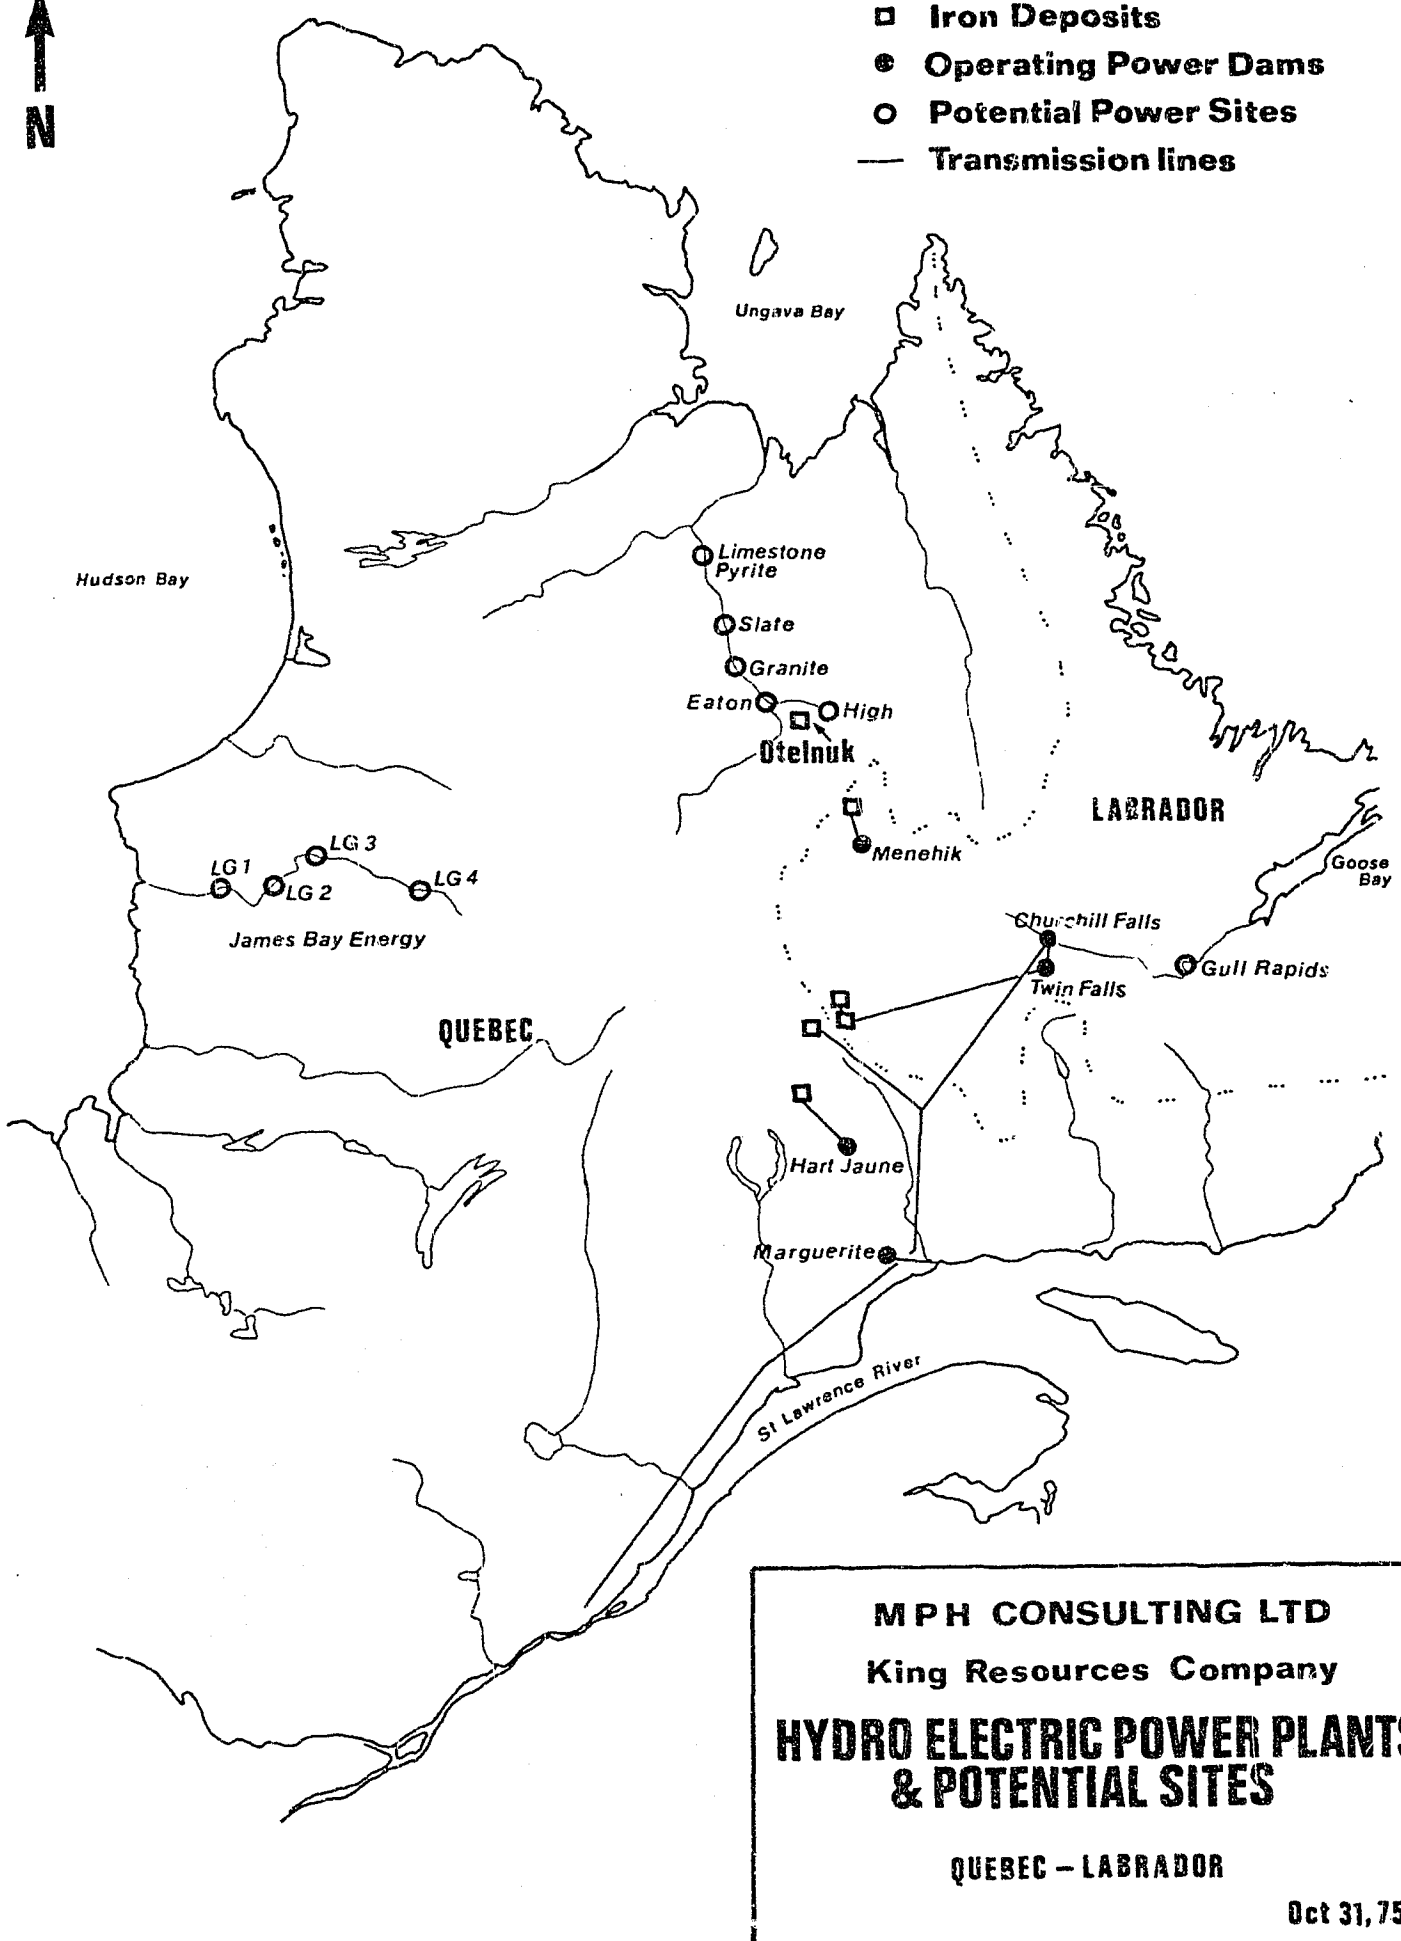 N
Iron Deposits
Operating Power Dams
Potential Power Sites
Transmission lines
Ungava Bay
Hudson Bay
Limestone
Pyrite
Slate
Granite
Eaton
High
Otelnuk
LABRADOR
Menehik
Goose
Bay
LG 1
LG 2
LG 3
LG 4
James Bay Energy
Churchill Falls
Gull Rapids
Twin Falls
QUEBEC
Hart Jaune
Marguerite
St Lawrence River
MPH CONSULTING LTD
King Resources Company
HYDRO ELECTRIC POWER PLANTS
& POTENTIAL SITES
QUEBEC – LABRADOR
Oct 31, 75